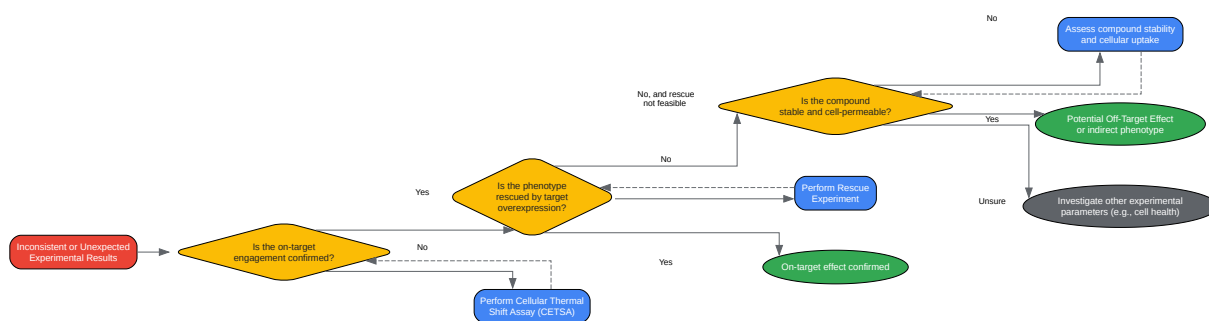 No
Assess compound stability
and cellular uptake
No, and rescue
not feasible
Is the compound
stable and cell-permeable?
Potential Off-Target Effect
or indirect phenotype
Yes
No
Is the phenotype
rescued by target
overexpression?
Yes
Perform Rescue
Experiment
Unsure
Investigate other experimental
parameters (e.g., cell health)
Inconsistent or Unexpected
Experimental Results
Is the on-target
engagement confirmed?
No
Yes
On-target effect confirmed
Perform Cellular Thermal
Shift Assay (CETSA)